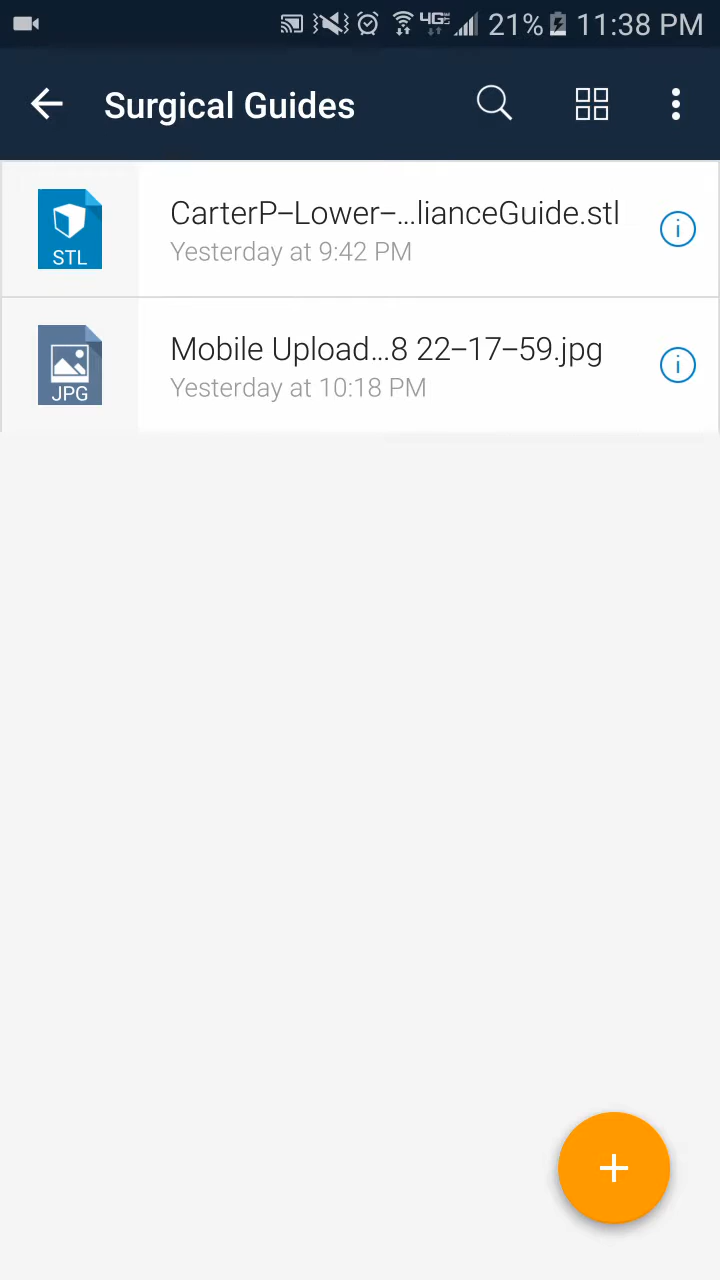 4G 21% 11:38 PM
Surgical Guides
CarterP–Lower–...lianceGuide.stl
STL
Yesterday at 9:42 PM
Mobile Upload...8 22–17–59.jpg
JPG
Yesterday at 10:18 PM